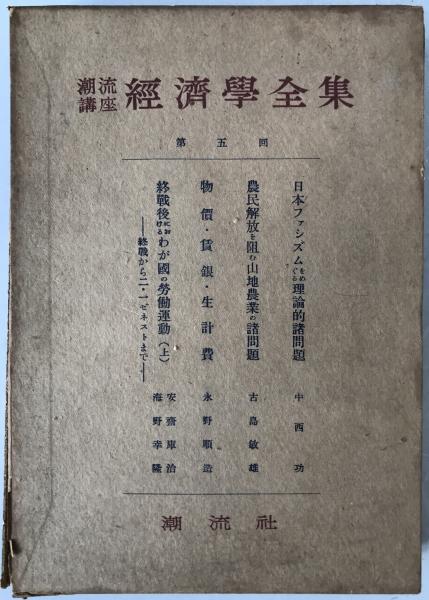 潮流講座 經濟學全集
第五回
日本ファシズムをめぐる理論的諸問題 中西功
農民解放を阻む山地農業の諸問題 古島敏雄
物價・賃銀・生計費 永野順造
終戰後におけるわが國の勞働運動(上)
――終戰から二・一ゼネストまで――
安齋庫治
海野幸隆
潮流社